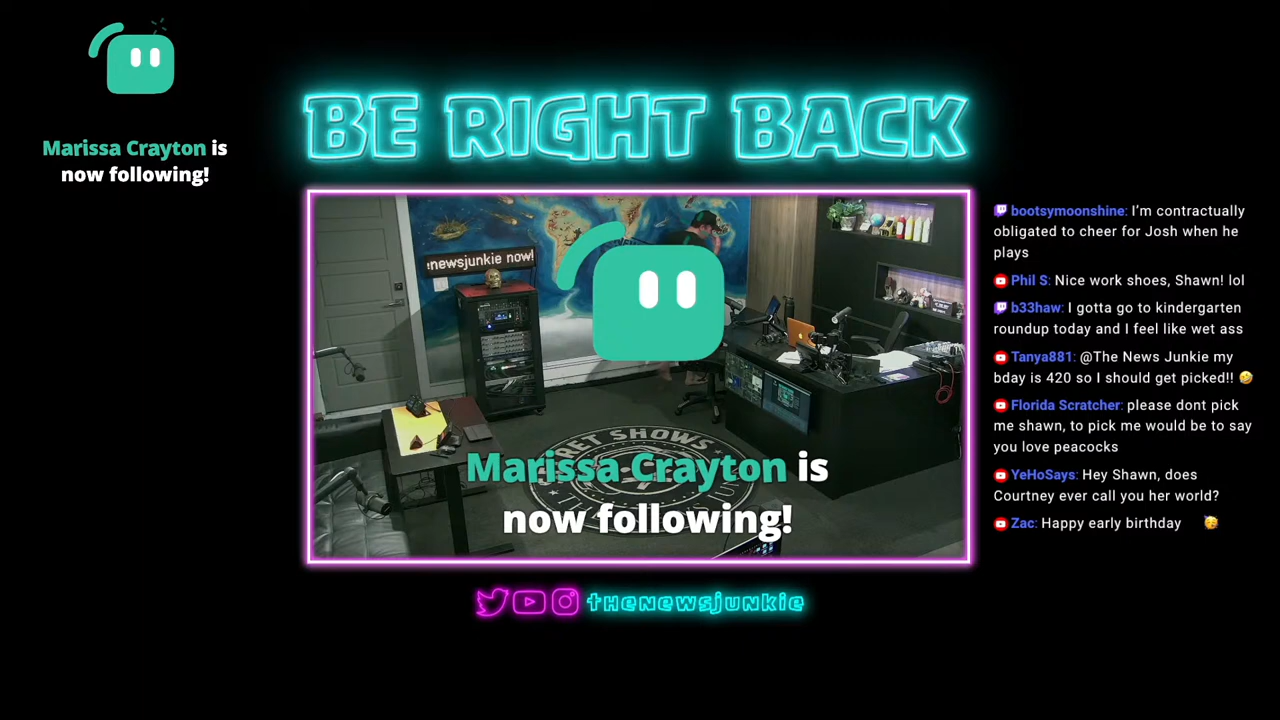 Marissa Crayton is
now following!
BE RIGHT BACK
enewsjunkie now!
RET SHOWS
Marissa Crayton is
now following!
thenewsjunkie
bootsymoonshine: I'm contractually
obligated to cheer for Josh when he
plays
Phil S: Nice work shoes, Shawn! lol
b33haw: I gotta go to kindergarten
roundup today and I feel like wet ass
Tanya881: @The News Junkie my
bday is 420 so I should get picked!! 🤣
Florida Scratcher: please dont pick
me shawn, to pick me would be to say
you love peacocks
YeHoSays: Hey Shawn, does
Courtney ever call you her world?
Zac: Happy early birthday 🥳